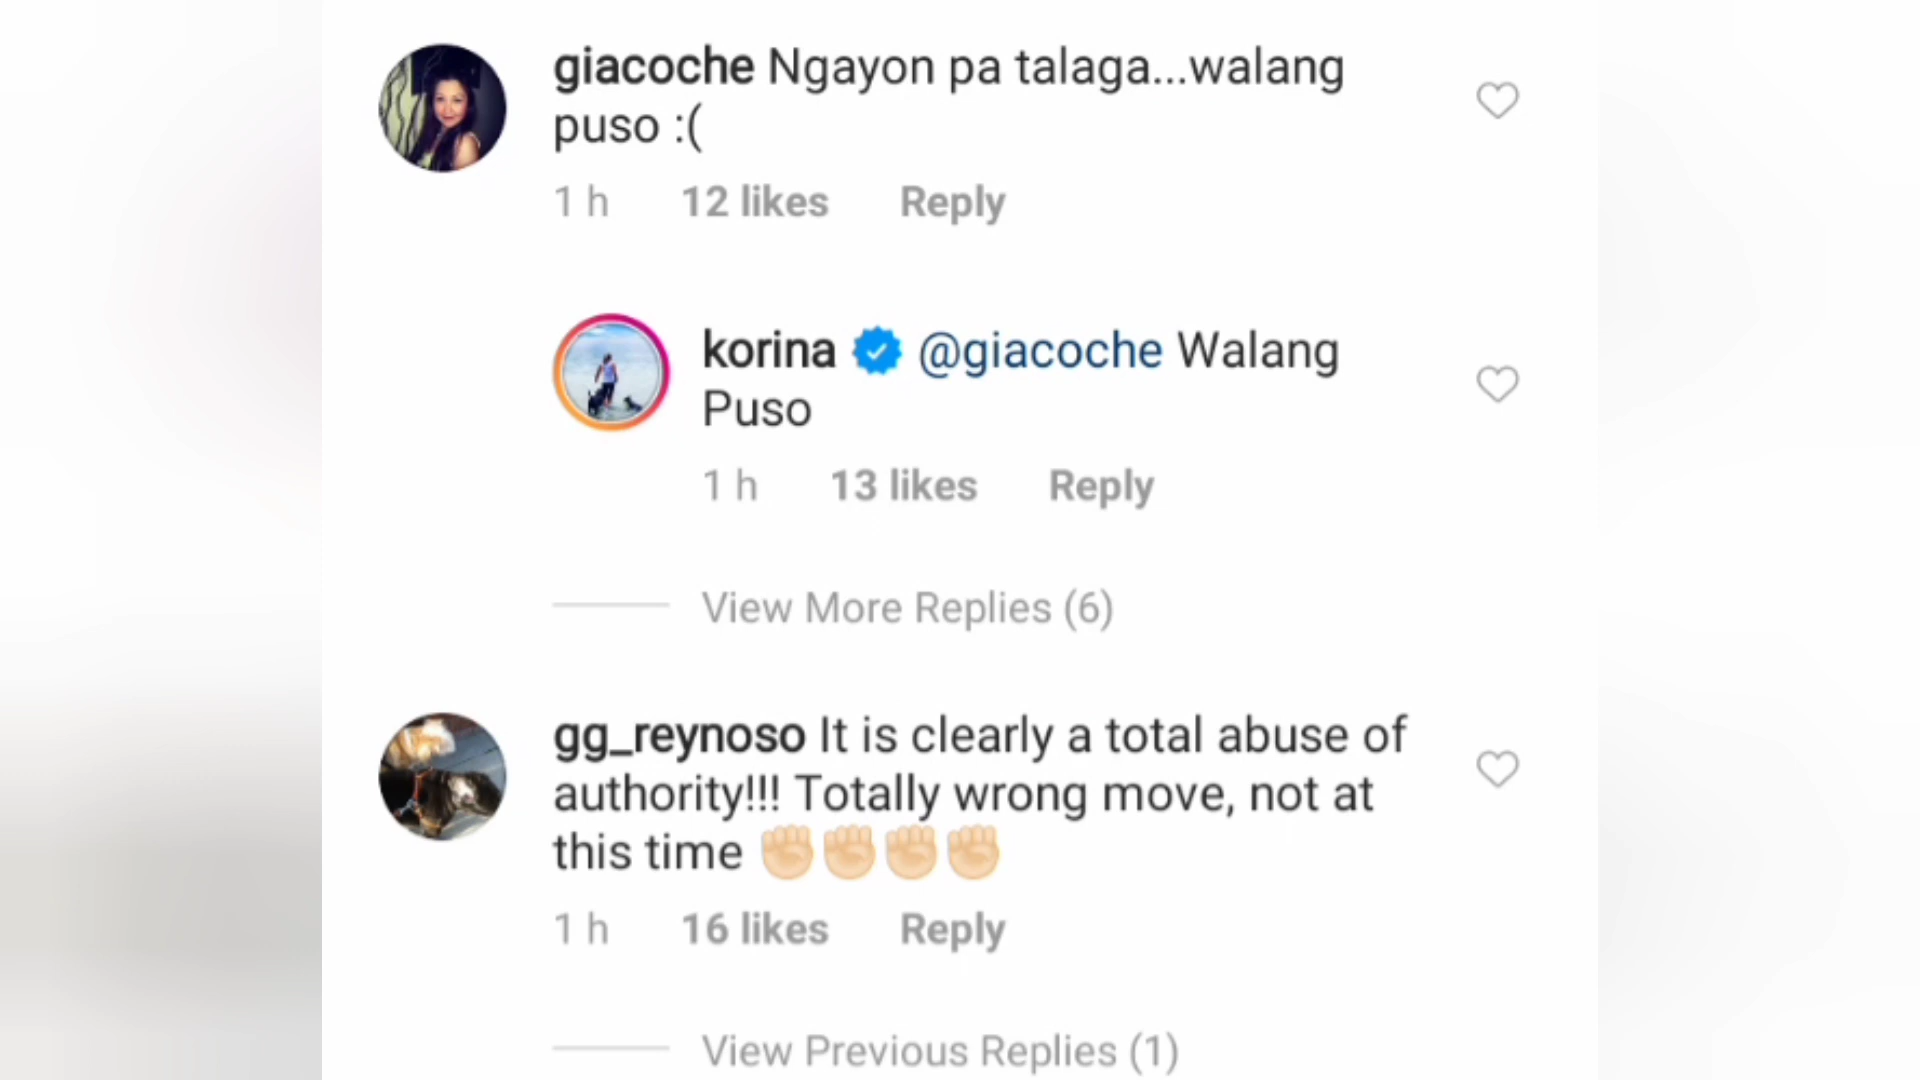 giacoche Ngayon pa talaga...walang
puso :(
1 h 12 likes Reply
korina @giacoche Walang
Puso
1 h 13 likes Reply
View More Replies (6)
gg_reynoso It is clearly a total abuse of
authority!!! Totally wrong move, not at
this time ✊🏻✊🏻✊🏻✊🏻
1 h 16 likes Reply
View Previous Replies (1)